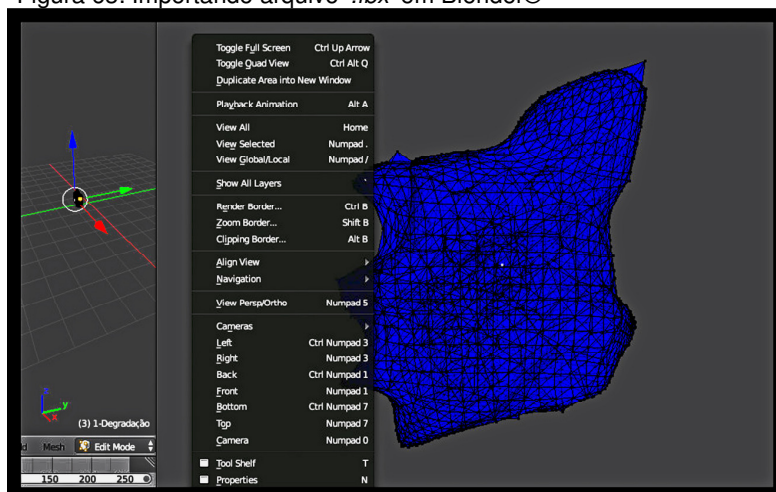 Figura 65: Importando arquivo ".fbx" em Blender®
Toggle Full Screen Ctrl Up Arrow
Toggle Quad View Ctrl Alt Q
Duplicate Area into New Window
Playback Animation Alt A
View All Home
View Selected Numpad .
View Global/Local Numpad /
Show All Layers `
Render Border... Ctrl B
Zoom Border... Shift B
Clipping Border... Alt B
Align View
Navigation
View Persp/Ortho Numpad 5
Cameras
Left Ctrl Numpad 3
Right Numpad 3
Back Ctrl Numpad 1
Front Numpad 1
Bottom Ctrl Numpad 7
Top Numpad 7
Camera Numpad 0
Tool Shelf T
Properties N
z
y
x
(3) 1-Degradação
Mesh Edit Mode
150 200 250